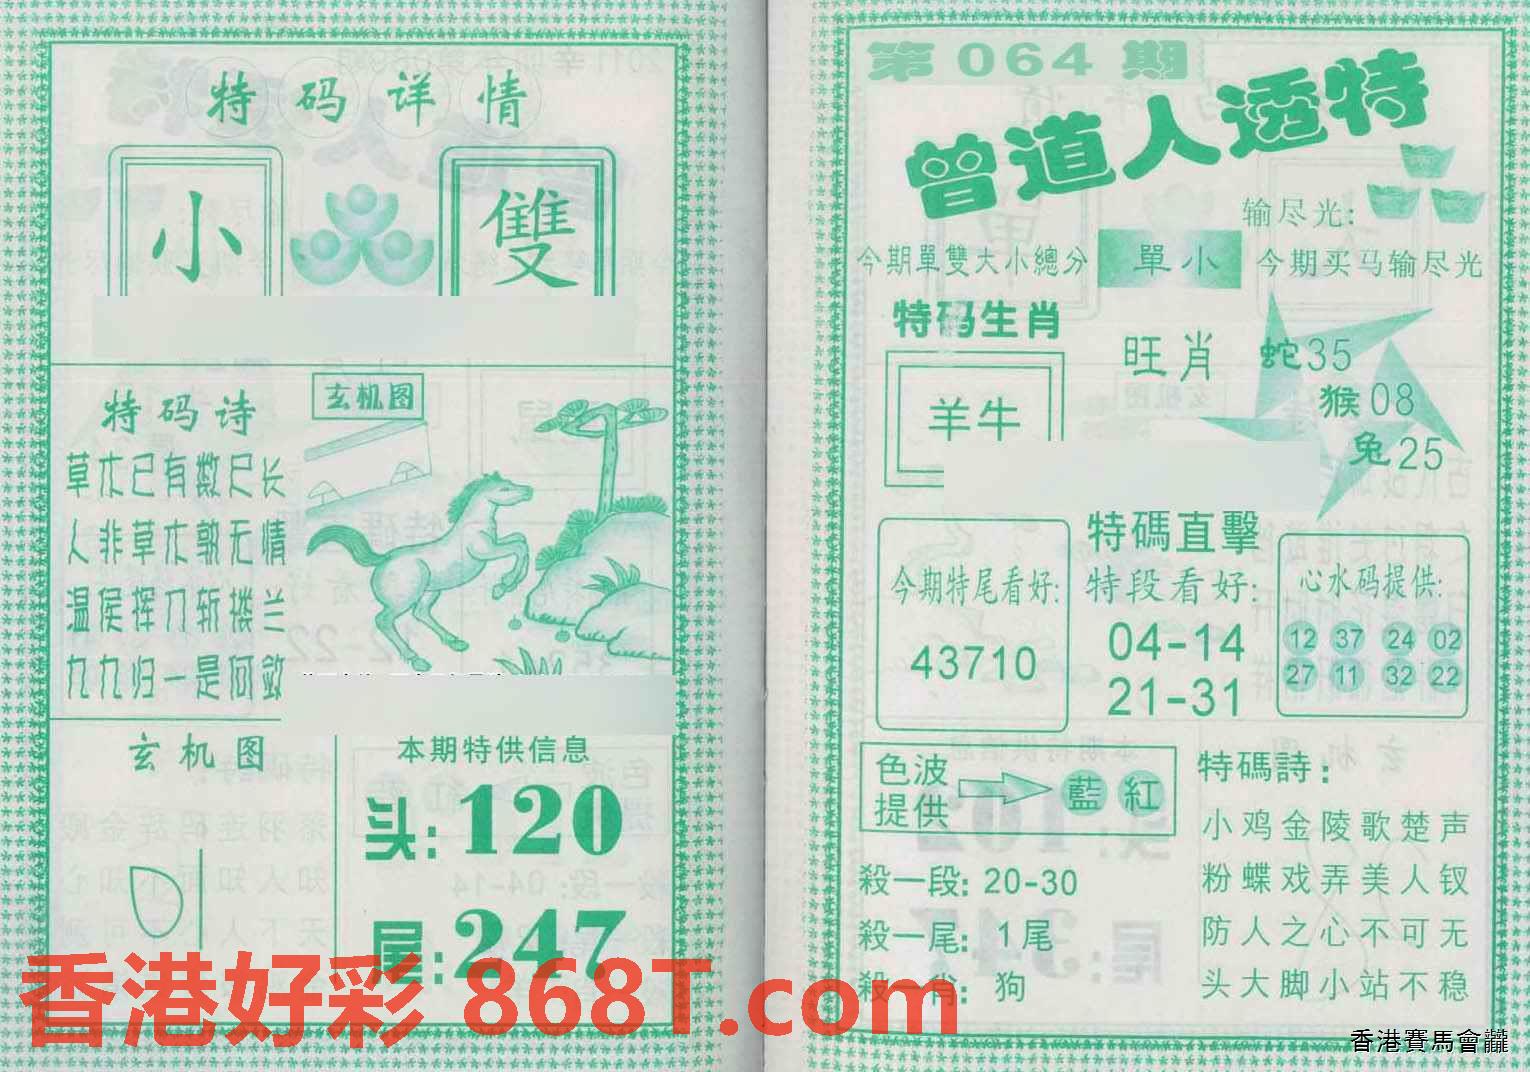 特码详情
小
雙
特码诗
草木已有数尺长
人非草木孰无情
温侯挥刀斩楼兰
九九归一是何数
玄机图
玄机图
本期特供信息
头:120
尾:247
第064期
曾道人透特
输尽光:
今期單雙大小總分
單小
今期买马输尽光
特码生肖
羊牛
旺肖
蛇35
猴08
兔25
今期特尾看好:
43710
特碼直擊
特段看好:
04-14
21-31
心水码提供:
12 37 24 02
27 11 32 22
色波
提供
藍 紅
殺一段: 20-30
殺一尾: 1尾
殺一肖: 狗
特碼詩:
小鸡金陵歌楚声
粉蝶戏弄美人钗
防人之心不可无
头大脚小站不稳
香港好彩 868T.com